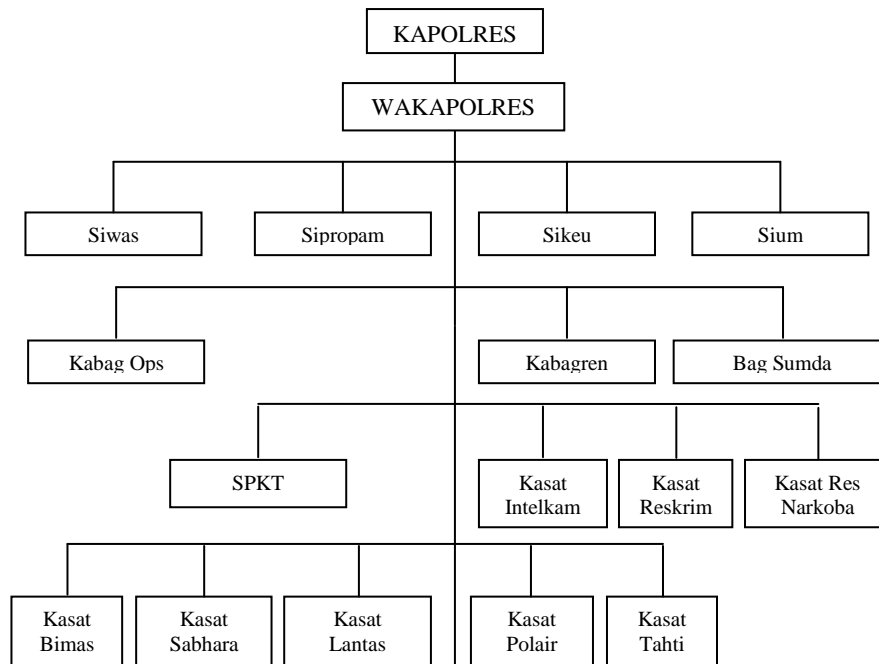 KAPOLRES
WAKAPOLRES
Siwas
Sipropam
Sikeu
Sium
Kabag Ops
Kabagren
Bag Sumda
SPKT
Kasat
Intelkam
Kasat
Reskrim
Kasat Res
Narkoba
Kasat
Bimas
Kasat
Sabhara
Kasat
Lantas
Kasat
Polair
Kasat
Tahti